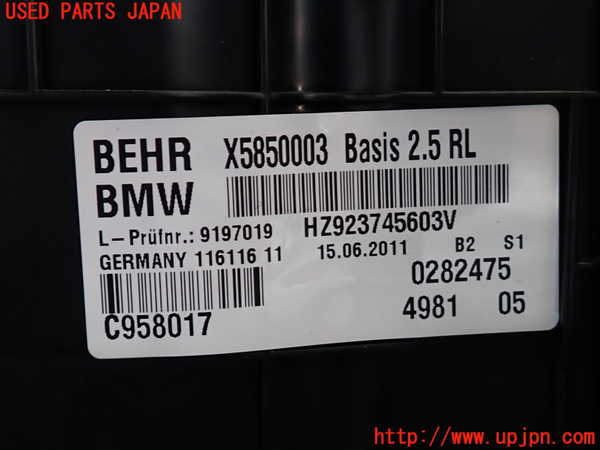 USED PARTS JAPAN
BEHR X5850003 Basis 2.5 RL
BMW
L-Prüfnr.: 9197019 HZ923745603V
GERMANY 116116 11 15.06.2011 B2 S1
0282475
C958017 4981 05
http://www.upjpn.com/